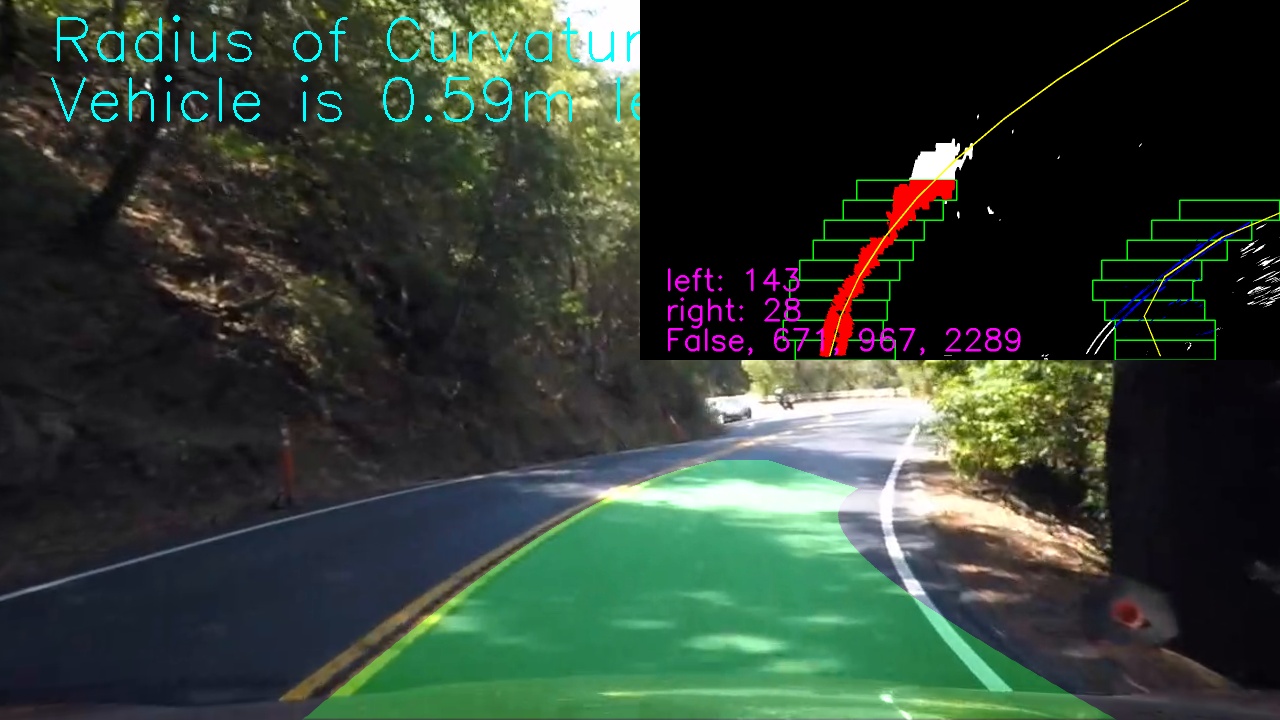 Radius of Curvatur
Vehicle is 0.59m le
left: 143
right: 28
False, 671, 967, 2289